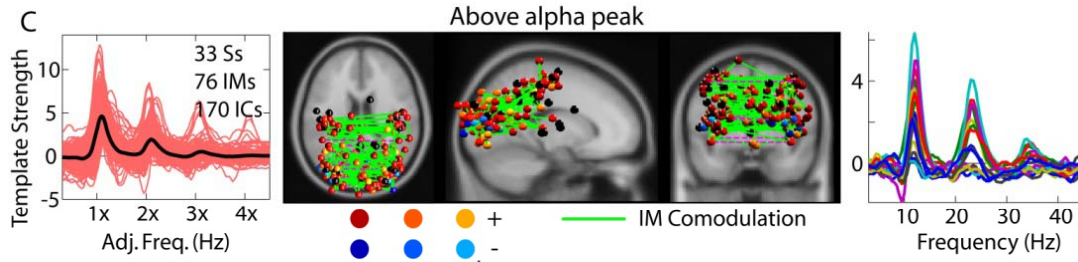 C
Above alpha peak
Template Strength
10
5
0
-5
33 Ss
76 IMs
170 ICs
1x 2x 3x 4x
Adj. Freq. (Hz)
+
-
IM Comodulation
4
0
10 20 30 40
Frequency (Hz)